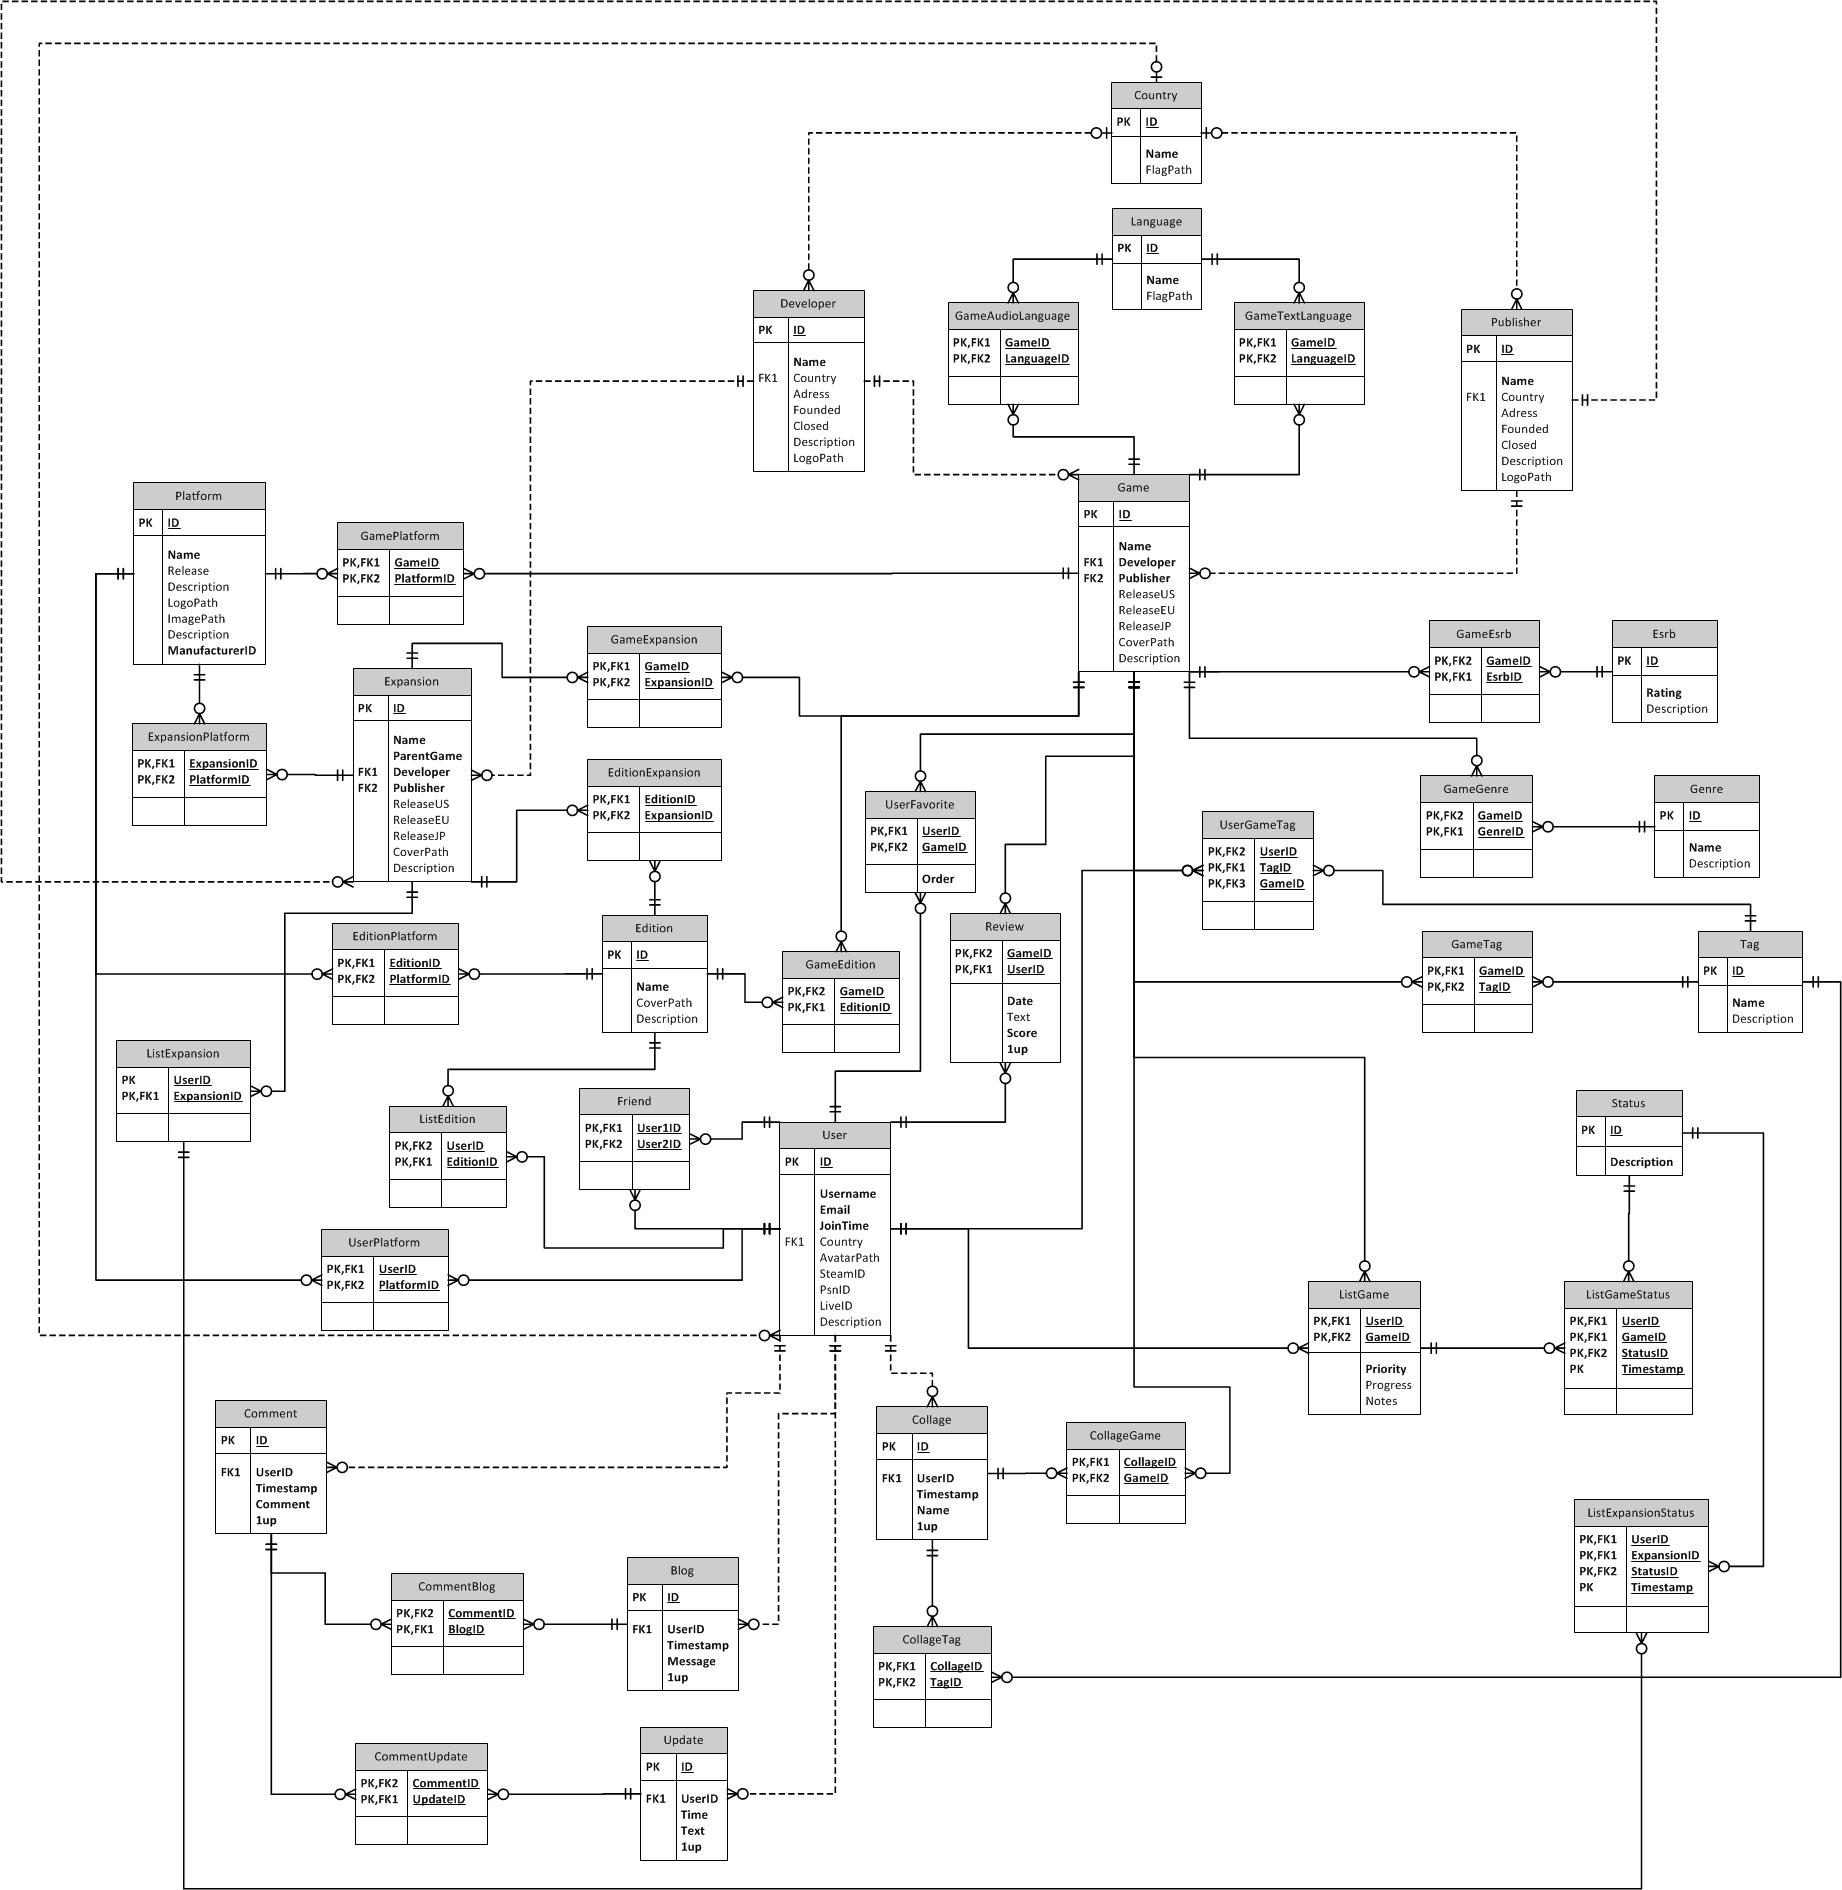 Country
PK ID
Name
FlagPath
Language
PK ID
Name
FlagPath
Developer
PK ID
Name
FK1 Country
Adress
Founded
Closed
Description
LogoPath
GameAudioLanguage
PK,FK1 GameID
PK,FK2 LanguageID
GameTextLanguage
PK,FK1 GameID
PK,FK2 LanguageID
Publisher
PK ID
Name
FK1 Country
Adress
Founded
Closed
Description
LogoPath
Platform
PK ID
Name
Release
Description
LogoPath
ImagePath
Description
ManufacturerID
GamePlatform
PK,FK1 GameID
PK,FK2 PlatformID
Game
PK ID
Name
FK1 Developer
FK2 Publisher
ReleaseUS
ReleaseEU
ReleaseJP
CoverPath
Description
GameExpansion
PK,FK1 GameID
PK,FK2 ExpansionID
GameEsrb
PK,FK2 GameID
PK,FK1 EsrbID
Esrb
PK ID
Rating
Description
Expansion
PK ID
Name
ParentGame
FK1 Developer
FK2 Publisher
ReleaseUS
ReleaseEU
ReleaseJP
CoverPath
Description
ExpansionPlatform
PK,FK1 ExpansionID
PK,FK2 PlatformID
EditionExpansion
PK,FK1 EditionID
PK,FK2 ExpansionID
UserFavorite
PK,FK1 UserID
PK,FK2 GameID
Order
UserGameTag
PK,FK2 UserID
PK,FK1 TagID
PK,FK3 GameID
GameGenre
PK,FK2 GameID
PK,FK1 GenreID
Genre
PK ID
Name
Description
EditionPlatform
PK,FK1 EditionID
PK,FK2 PlatformID
Edition
PK ID
Name
CoverPath
Description
GameEdition
PK,FK2 GameID
PK,FK1 EditionID
Review
PK,FK2 GameID
PK,FK1 UserID
Date
Text
Score
1up
GameTag
PK,FK1 GameID
PK,FK2 TagID
Tag
PK ID
Name
Description
ListExpansion
PK UserID
PK,FK1 ExpansionID
ListEdition
PK,FK2 UserID
PK,FK1 EditionID
Friend
PK,FK1 User1ID
PK,FK2 User2ID
User
PK ID
Username
Email
JoinTime
FK1 Country
AvatarPath
SteamID
PsnID
LiveID
Description
Status
PK ID
Description
UserPlatform
PK,FK1 UserID
PK,FK2 PlatformID
ListGame
PK,FK1 UserID
PK,FK2 GameID
Priority
Progress
Notes
ListGameStatus
PK,FK1 UserID
PK,FK1 GameID
PK,FK2 StatusID
PK Timestamp
Comment
PK ID
FK1 UserID
Timestamp
Comment
1up
Collage
PK ID
FK1 UserID
Timestamp
Name
1up
CollageGame
PK,FK1 CollageID
PK,FK2 GameID
ListExpansionStatus
PK,FK1 UserID
PK,FK1 ExpansionID
PK,FK2 StatusID
PK Timestamp
CommentBlog
PK,FK2 CommentID
PK,FK1 BlogID
Blog
PK ID
FK1 UserID
Timestamp
Message
1up
CollageTag
PK,FK1 CollageID
PK,FK2 TagID
CommentUpdate
PK,FK2 CommentID
PK,FK1 UpdateID
Update
PK ID
FK1 UserID
Time
Text
1up